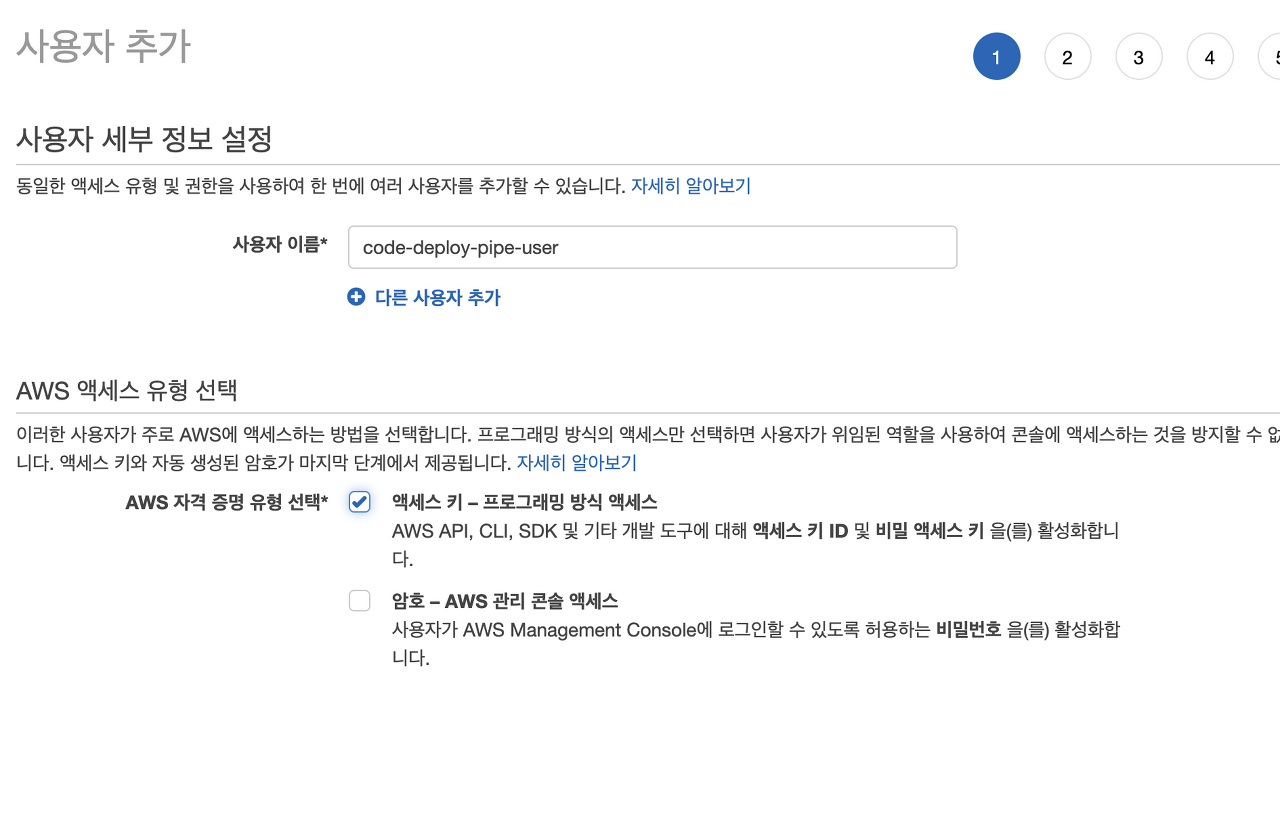 사용자 추가
1 2 3 4 5
사용자 세부 정보 설정
동일한 액세스 유형 및 권한을 사용하여 한 번에 여러 사용자를 추가할 수 있습니다. 자세히 알아보기
사용자 이름* code-deploy-pipe-user
다른 사용자 추가
AWS 액세스 유형 선택
이러한 사용자가 주로 AWS에 액세스하는 방법을 선택합니다. 프로그래밍 방식의 액세스만 선택하면 사용자가 위임된 역할을 사용하여 콘솔에 액세스하는 것을 방지할 수 없
니다. 액세스 키와 자동 생성된 암호가 마지막 단계에서 제공됩니다. 자세히 알아보기
AWS 자격 증명 유형 선택* 액세스 키 – 프로그래밍 방식 액세스
AWS API, CLI, SDK 및 기타 개발 도구에 대해 액세스 키 ID 및 비밀 액세스 키 을(를) 활성화합니
다.
암호 – AWS 관리 콘솔 액세스
사용자가 AWS Management Console에 로그인할 수 있도록 허용하는 비밀번호 을(를) 활성화합
니다.